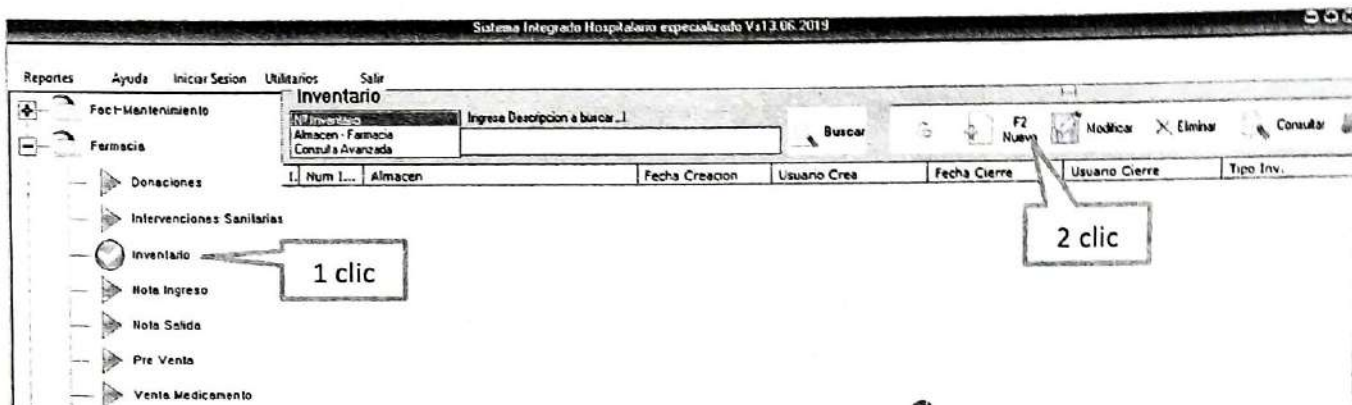 Sistema Integrado Hospitalario especializado V:13.06.2019
Reportes Ayuda Iniciar Sesion Utilitarios Salir
Fact-Mantenimiento
Farmacia
Donaciones
Intervenciones Sanitarias
Inventario
Nota Ingreso
Nota Salida
Pre Venta
Venta Medicamento
Inventario
Nº Inventario
Almacen - Farmacia
Consulta Avanzada
Ingrese Descripcion a buscar...!
Buscar
F2
Nuevo
Modificar
Eliminar
Consultar
I. Num I... Almacen Fecha Creacion Usuario Crea Fecha Cierre Usuario Cierre Tipo Inv.
1 clic
2 clic